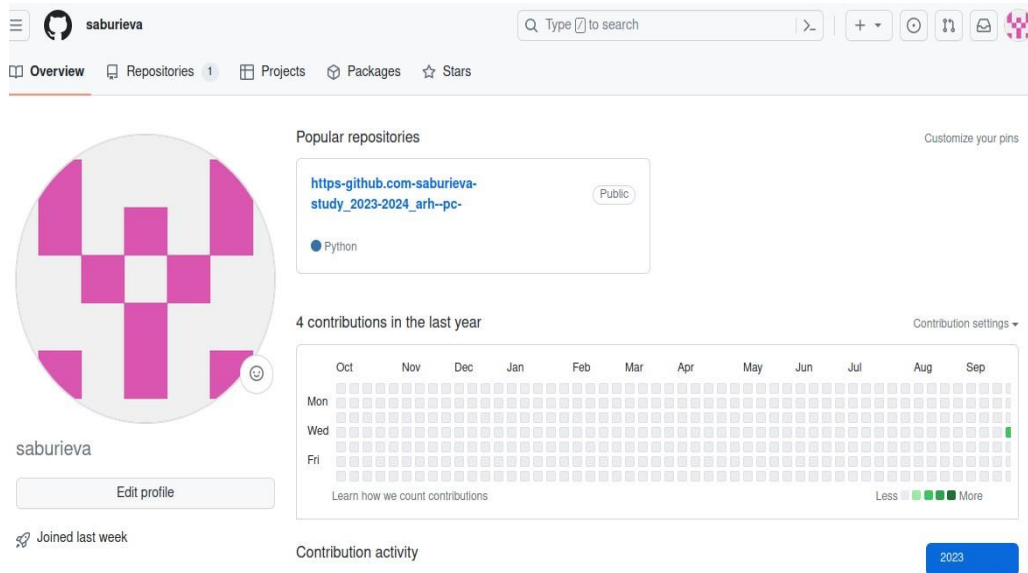 saburieva
Type / to search
Overview
Repositories 1
Projects
Packages
Stars
Popular repositories
Customize your pins
https-github.com-saburieva-
study_2023-2024_arh--pc-
Public
Python
4 contributions in the last year
Contribution settings
Oct Nov Dec Jan Feb Mar Apr May Jun Jul Aug Sep
Mon
Wed
Fri
Learn how we count contributions
Less More
saburieva
Edit profile
Joined last week
Contribution activity
2023